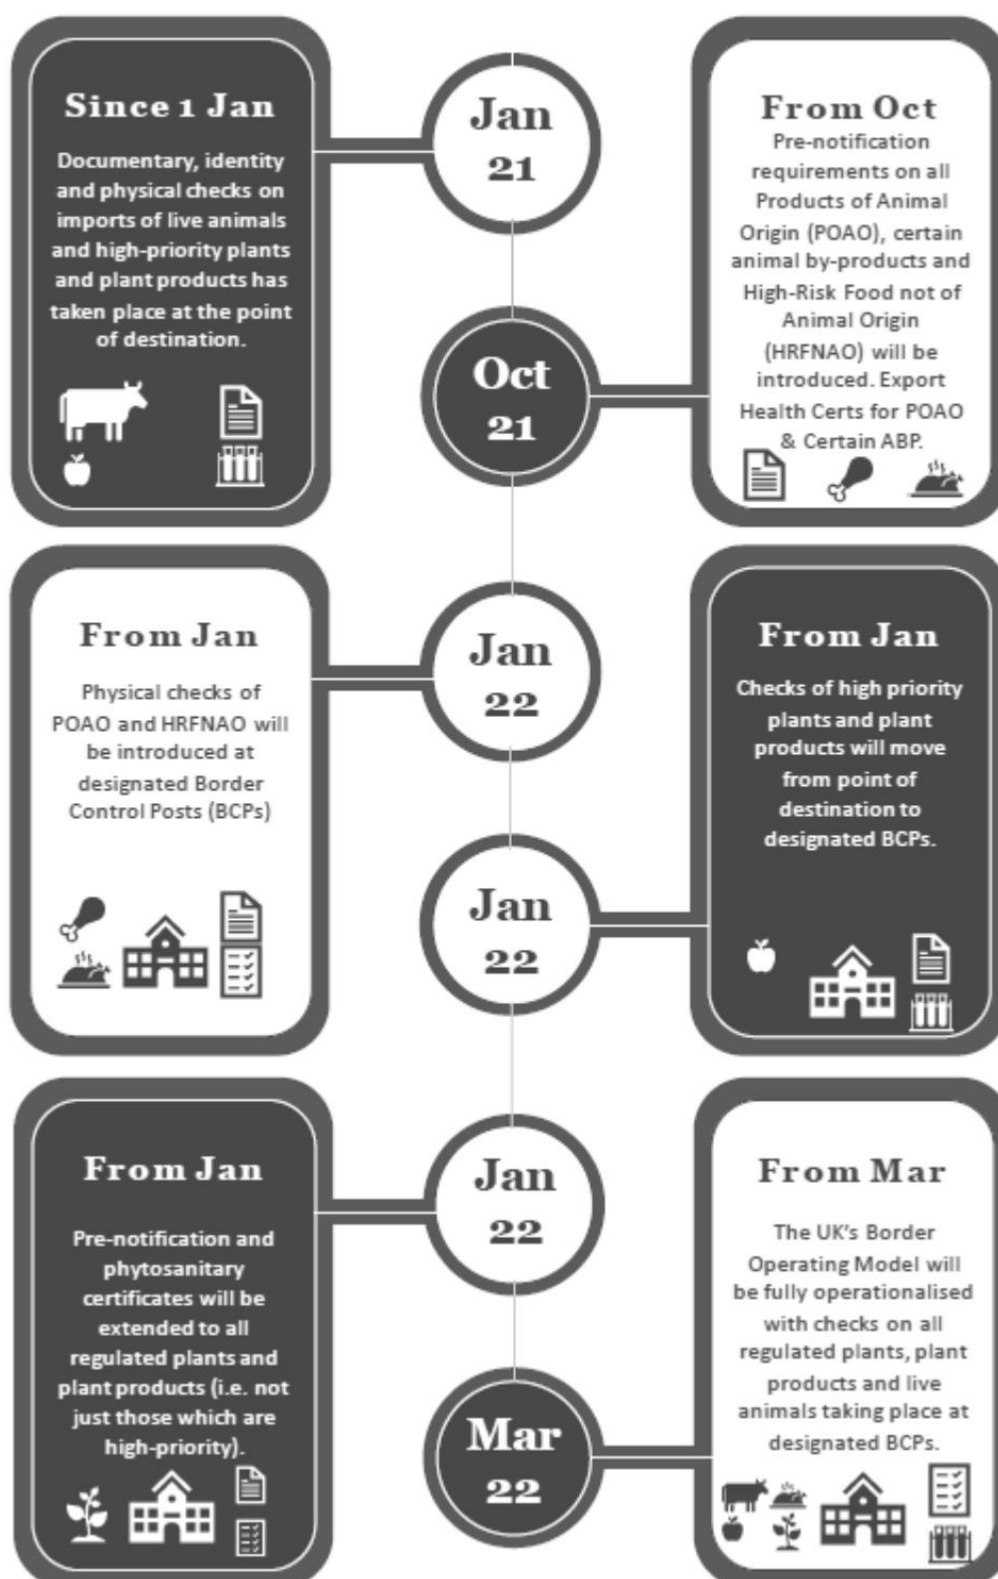 Since 1 Jan
Documentary, identity
and physical checks on
imports of live animals
and high-priority plants
and plant products has
taken place at the point
of destination.
Jan
21
From Oct
Pre-notification
requirements on all
Products of Animal
Origin (POAO), certain
animal by-products and
High-Risk Food not of
Animal Origin
(HRFNAO) will be
introduced. Export
Health Certs for POAO
& Certain ABP.
Oct
21
From Jan
Physical checks of
POAO and HRFNAO will
be introduced at
designated Border
Control Posts (BCPs)
Jan
22
From Jan
Checks of high priority
plants and plant
products will move
from point of
destination to
designated BCPs.
Jan
22
From Jan
Pre-notification and
phytosanitary
certificates will be
extended to all
regulated plants and
plant products (i.e. not
just those which are
high-priority).
Jan
22
From Mar
The UK's Border
Operating Model will
be fully operationalised
with checks on all
regulated plants, plant
products and live
animals taking place at
designated BCPs.
Mar
22